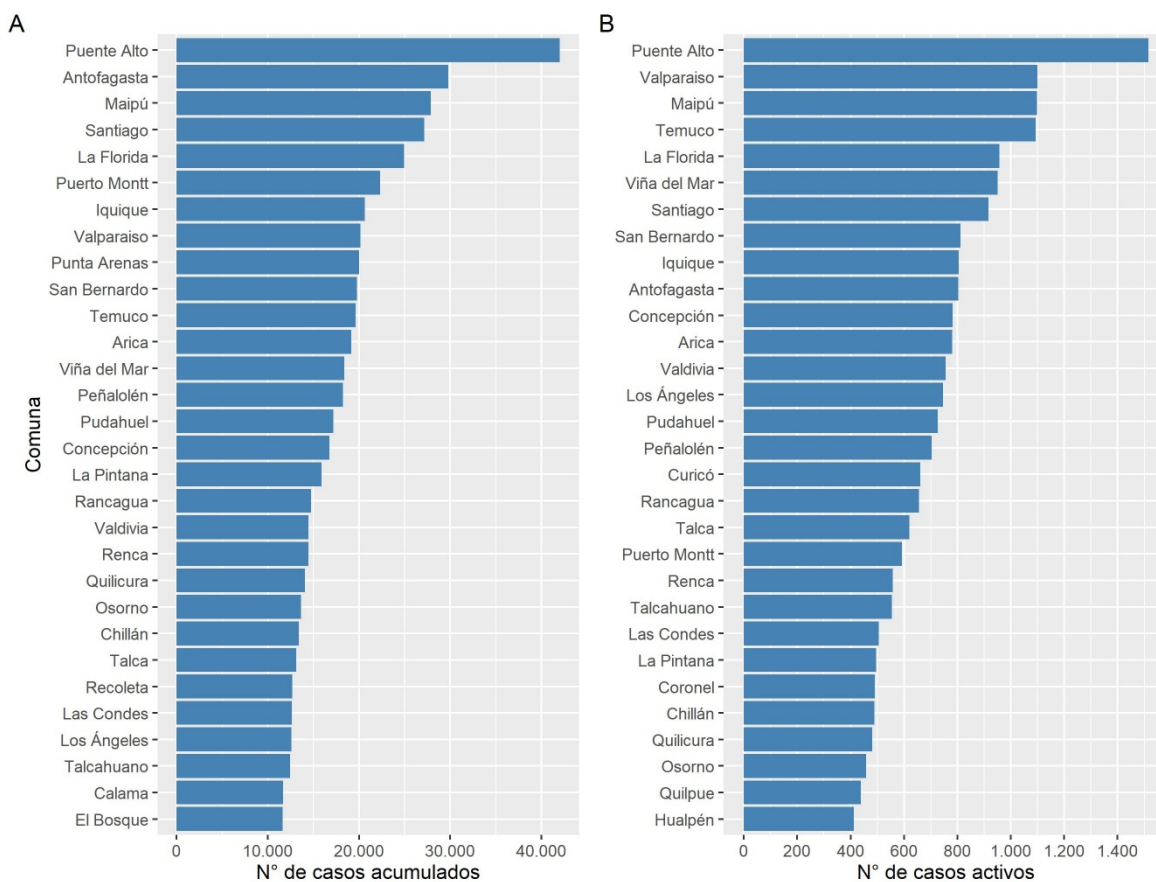 A
Puente Alto
Antofagasta
Maipú
Santiago
La Florida
Puerto Montt
Iquique
Valparaiso
Punta Arenas
San Bernardo
Temuco
Arica
Viña del Mar
Peñalolén
Pudahuel
Concepción
La Pintana
Rancagua
Valdivia
Renca
Quilicura
Osorno
Chillán
Talca
Recoleta
Las Condes
Los Ángeles
Talcahuano
Calama
El Bosque
Comuna
0 10.000 20.000 30.000 40.000
N° de casos acumulados
B
Puente Alto
Valparaiso
Maipú
Temuco
La Florida
Viña del Mar
Santiago
San Bernardo
Iquique
Antofagasta
Concepción
Arica
Valdivia
Los Ángeles
Pudahuel
Peñalolén
Curicó
Rancagua
Talca
Puerto Montt
Renca
Talcahuano
Las Condes
La Pintana
Coronel
Chillán
Quilicura
Osorno
Quilpue
Hualpén
0 200 400 600 800 1.000 1.200 1.400
N° de casos activos